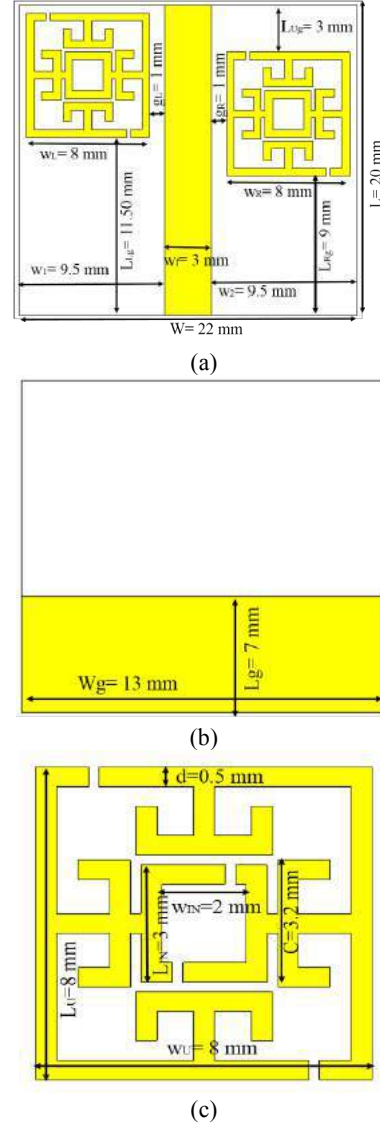 LUg= 3 mm
gL= 1 mm
gR= 1 mm
wL= 8 mm
wR= 8 mm
L= 20 mm
LLg= 11.50 mm
LRg= 9 mm
wf= 3 mm
w1= 9.5 mm
w2= 9.5 mm
W= 22 mm
(a)
Wg= 13 mm
Lg= 7 mm
(b)
d=0.5 mm
wIN=2 mm
LIN=3 mm
C=3.2 mm
LU=8 mm
wU= 8 mm
(c)